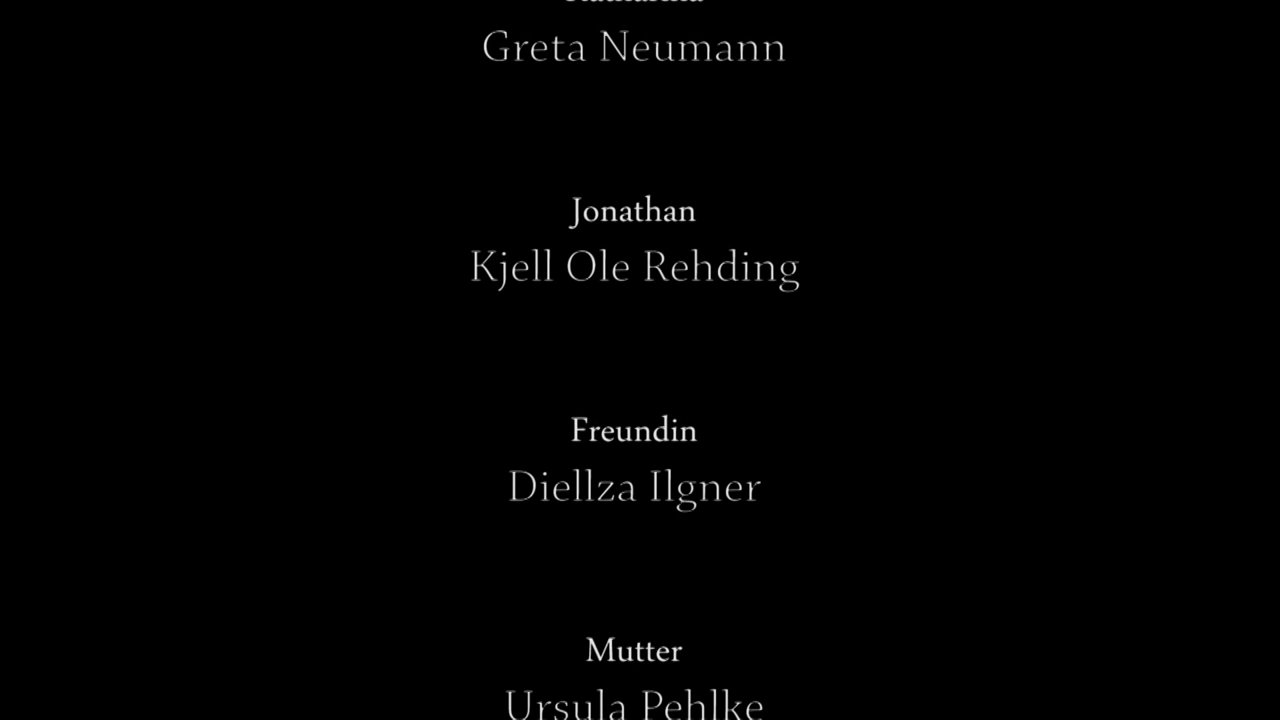 Greta Neumann
Jonathan
Kjell Ole Rehding
Freundin
Diellza Ilgner
Mutter
Ursula Pehlke